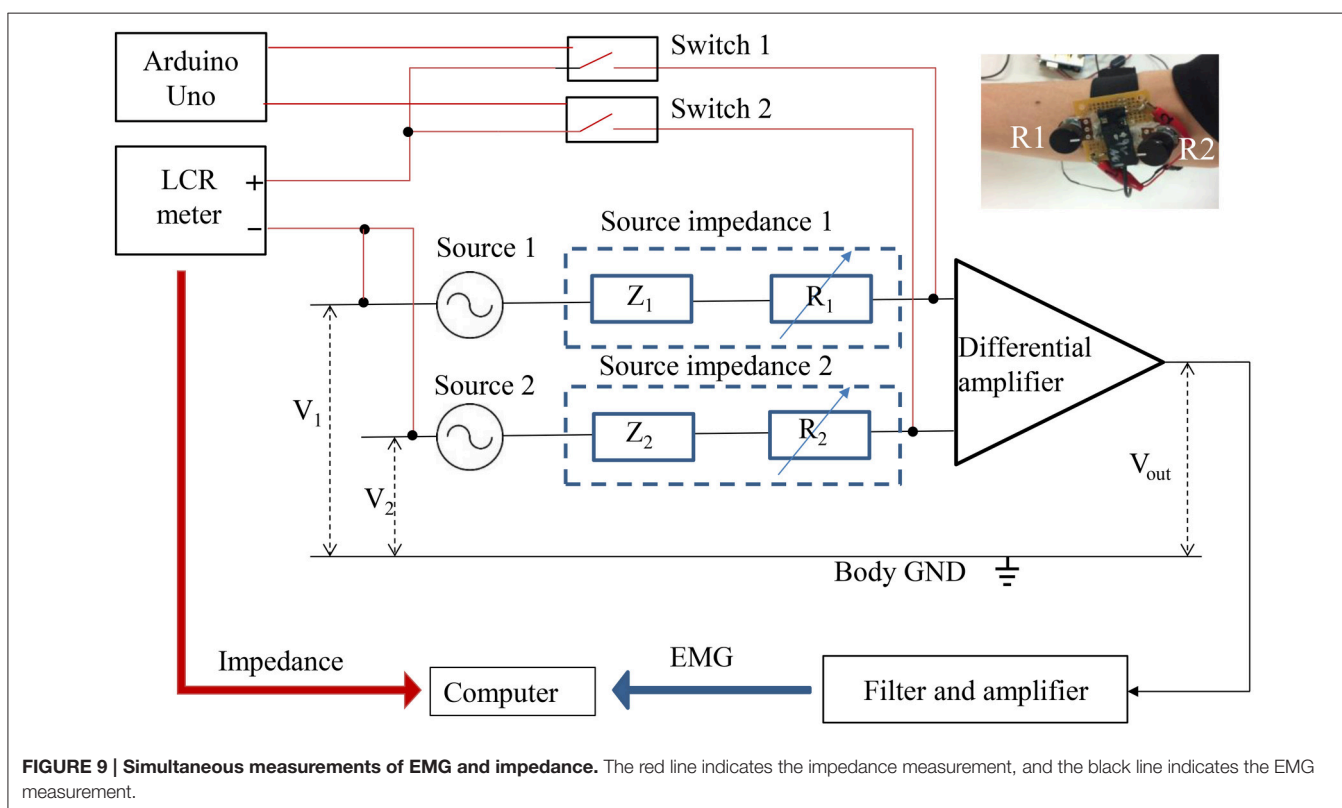 Arduino
Uno
LCR
meter
+
−
Switch 1
Switch 2
R1
R2
Source impedance 1
Source 1
Z1
R1
Source impedance 2
Source 2
Z2
R2
Differential
amplifier
V1
V2
Vout
Body GND
Impedance
Computer
EMG
Filter and amplifier
FIGURE 9 | Simultaneous measurements of EMG and impedance. The red line indicates the impedance measurement, and the black line indicates the EMG
measurement.